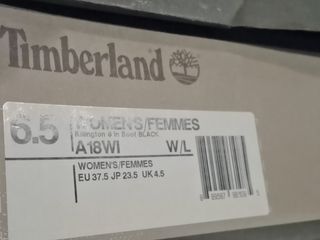 Timberland
6.5
WOMEN'S/FEMMES
6 In Boot BLACK
A18WI W/L
WOMEN'S/FEMMES
EU 37.5 JP 23.5 UK 4.5